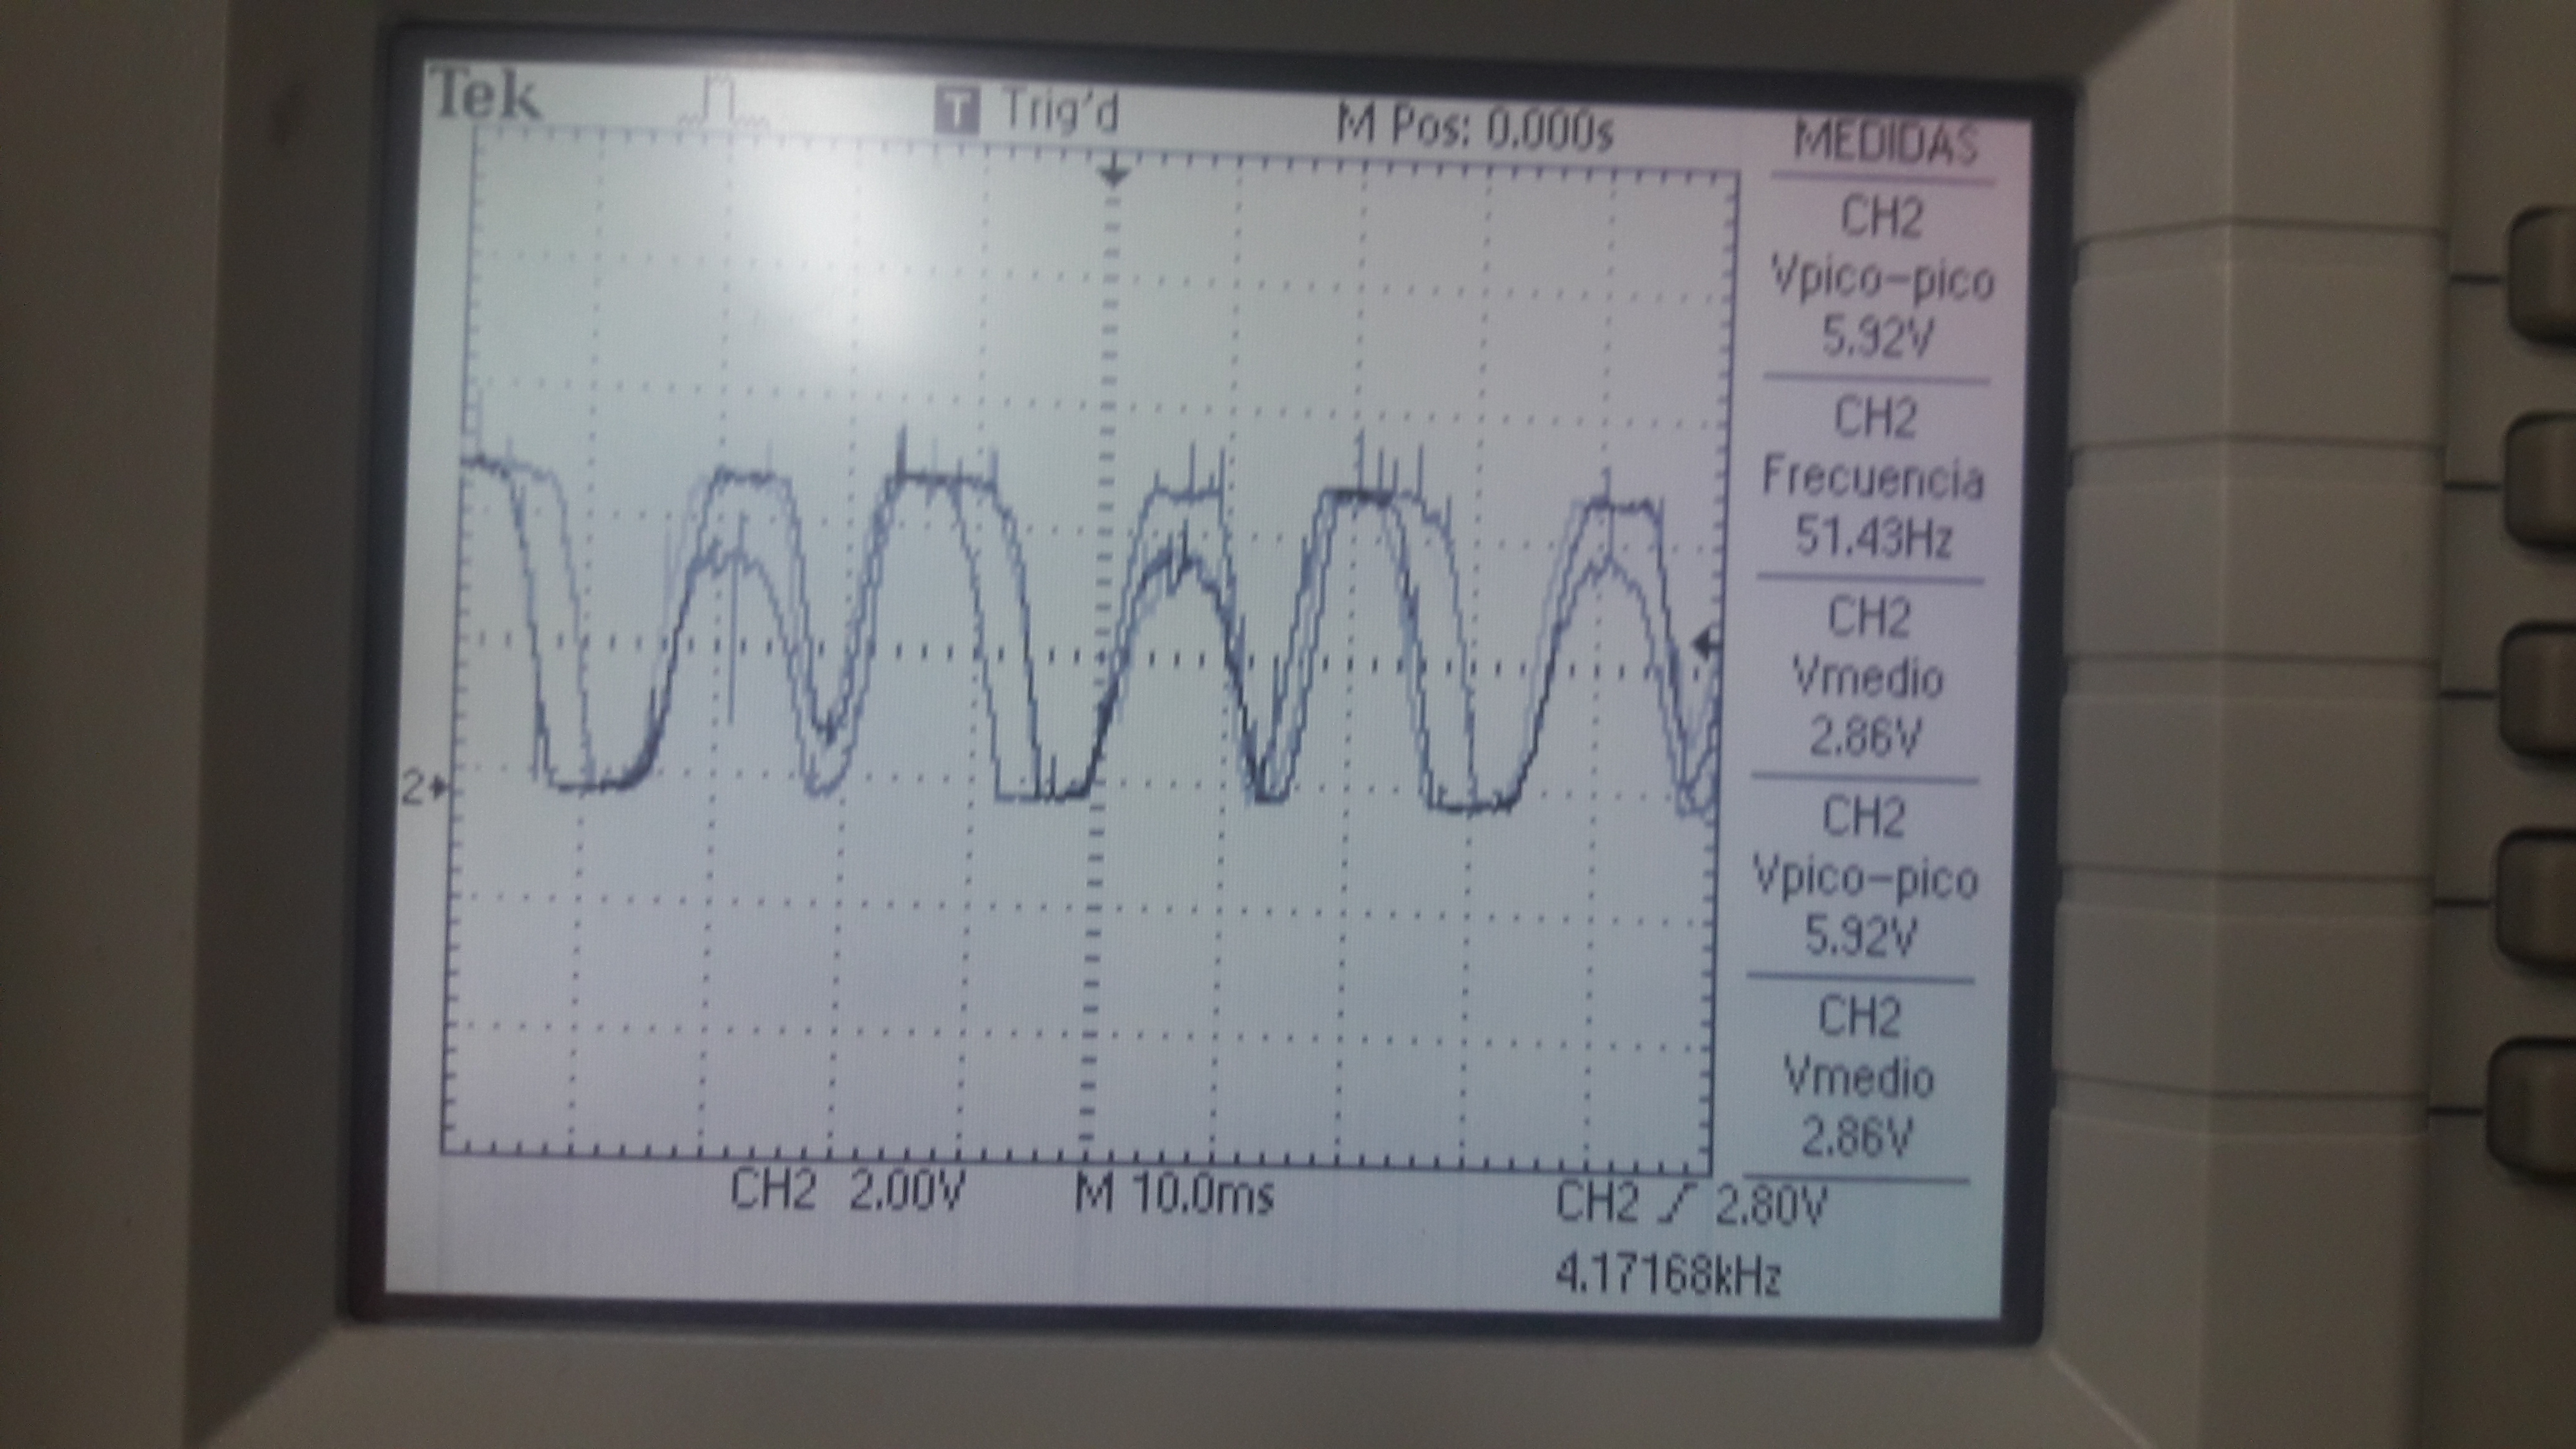 Tek
T Trig'd
M Pos: 0.000s
MEDIDAS
CH2
Vpico-pico
5.92V
CH2
Frecuencia
51.43Hz
CH2
Vmedio
2.86V
CH2
Vpico-pico
5.92V
CH2
Vmedio
2.86V
2
CH2 2.00V
M 10.0ms
CH2 2.80V
4.17168kHz